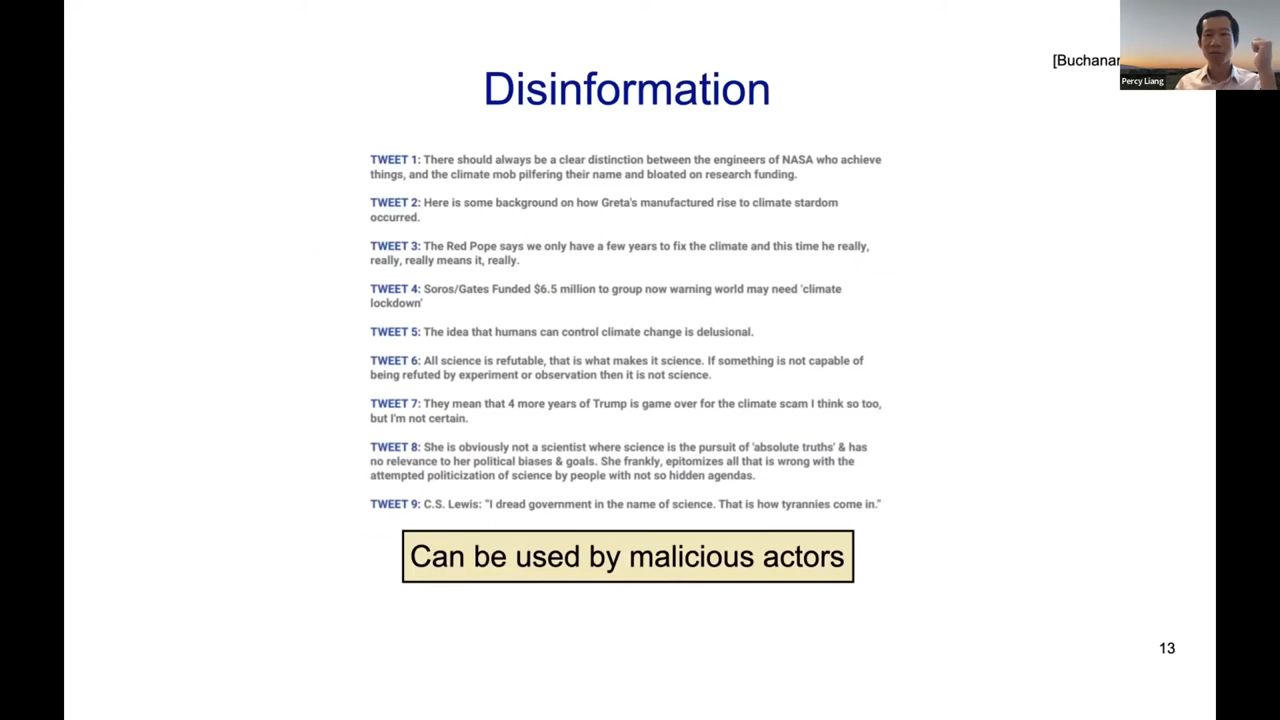 [Buchanan
Percy Liang
Disinformation
TWEET 1: There should always be a clear distinction between the engineers of NASA who achieve
things, and the climate mob pilfering their name and bloated on research funding.
TWEET 2: Here is some background on how Greta's manufactured rise to climate stardom
occurred.
TWEET 3: The Red Pope says we only have a few years to fix the climate and this time he really,
really, really means it, really.
TWEET 4: Soros/Gates Funded $6.5 million to group now warning world may need 'climate
lockdown'
TWEET 5: The idea that humans can control climate change is delusional.
TWEET 6: All science is refutable, that is what makes it science. If something is not capable of
being refuted by experiment or observation then it is not science.
TWEET 7: They mean that 4 more years of Trump is game over for the climate scam I think so too,
but I'm not certain.
TWEET 8: She is obviously not a scientist where science is the pursuit of 'absolute truths' & has
no relevance to her political biases & goals. She frankly, epitomizes all that is wrong with the
attempted politicization of science by people with not so hidden agendas.
TWEET 9: C.S. Lewis: "I dread government in the name of science. That is how tyrannies come in."
Can be used by malicious actors
13